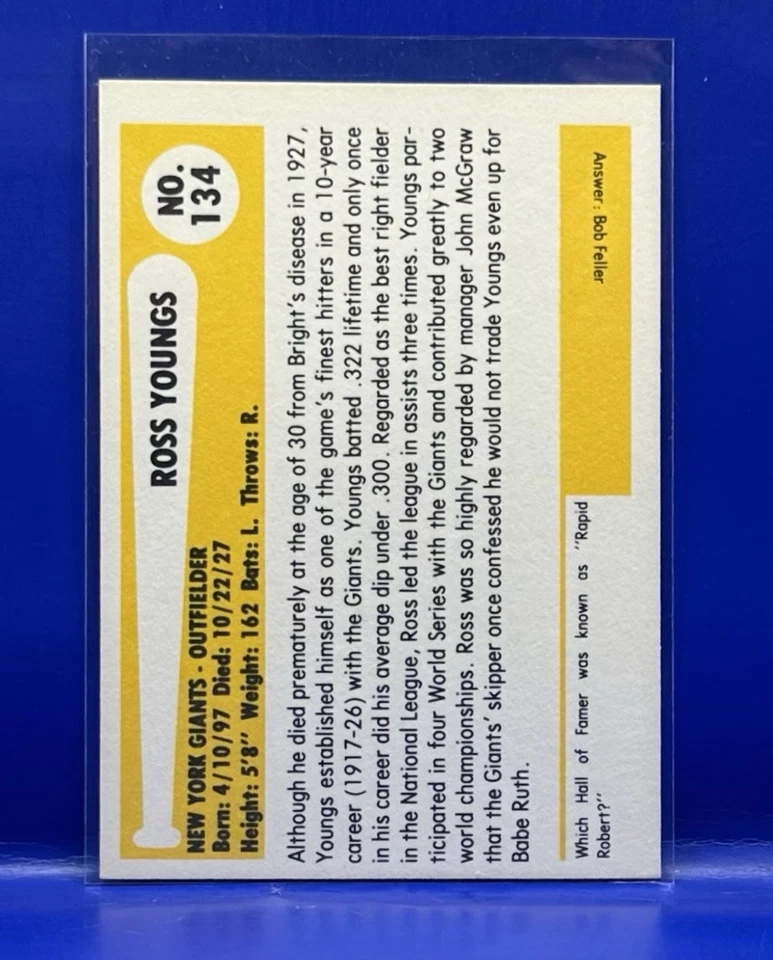 NO.
134
ROSS YOUNGS
NEW YORK GIANTS - OUTFIELDER
Born: 4/10/97 Died: 10/22/27
Height: 5'8" Weight: 162 Bats: L. Throws: R.
Although he died prematurely at the age of 30 from Bright's disease in 1927,
Youngs established himself as one of the game's finest hitters in a 10-year
career (1917-26) with the Giants. Youngs batted .322 lifetime and only once
in his career did his average dip under .300. Regarded as the best right fielder
in the National League, Ross led the league in assists three times. Youngs par-
ticipated in four World Series with the Giants and contributed greatly to two
world championships. Ross was so highly regarded by manager John McGraw
that the Giants' skipper once confessed he would not trade Youngs even up for
Babe Ruth.
Which Hall of Famer was known as "Rapid
Robert?"
Answer: Bob Feller